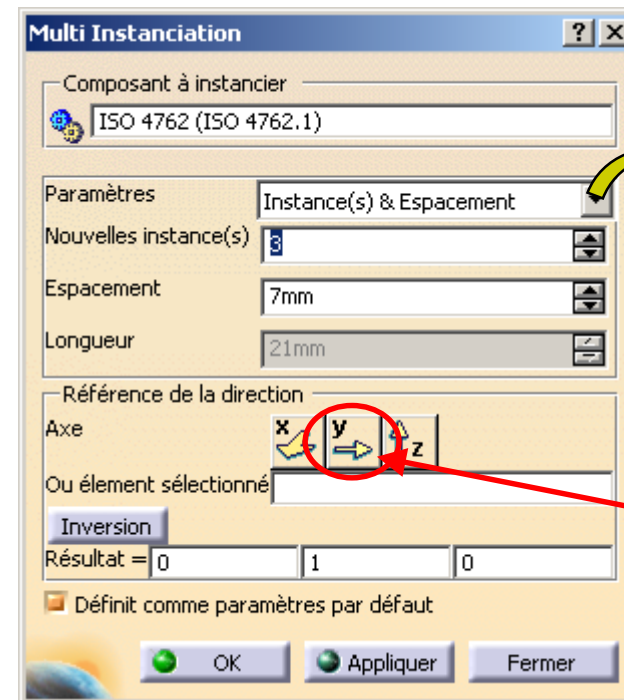 Multi Instanciation
Composant à instancier
ISO 4762 (ISO 4762.1)
Paramètres Instance(s) & Espacement
Nouvelles instance(s) 3
Espacement 7mm
Longueur 21mm
Référence de la direction
Axe x y z
Ou élement sélectionné
Inversion
Résultat = 0 1 0
Définit comme paramètres par défaut
OK Appliquer Fermer